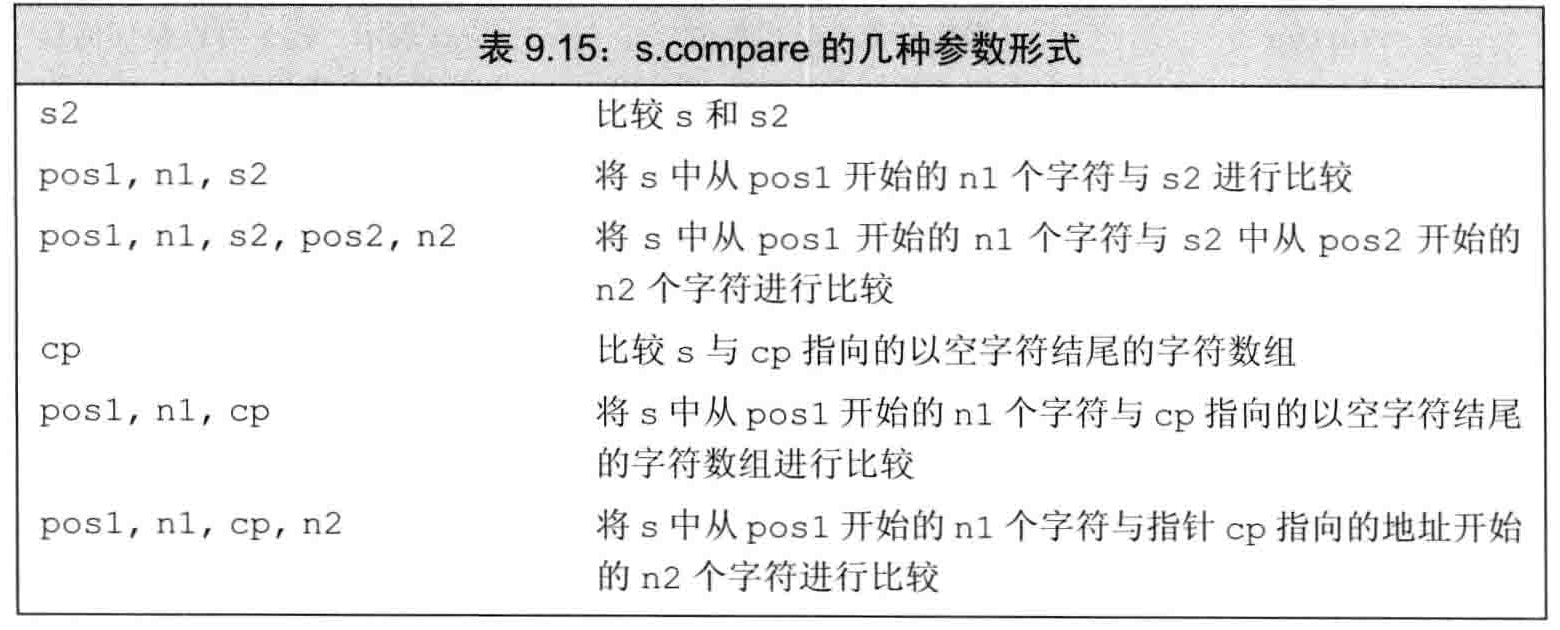 表 9.15：s.compare 的几种参数形式
s2 比较 s 和 s2
pos1, n1, s2 将 s 中从 pos1 开始的 n1 个字符与 s2 进行比较
pos1, n1, s2, pos2, n2 将 s 中从 pos1 开始的 n1 个字符与 s2 中从 pos2 开始的
n2 个字符进行比较
cp 比较 s 与 cp 指向的以空字符结尾的字符数组
pos1, n1, cp 将 s 中从 pos1 开始的 n1 个字符与 cp 指向的以空字符结尾
的字符数组进行比较
pos1, n1, cp, n2 将 s 中从 pos1 开始的 n1 个字符与指针 cp 指向的地址开始
的 n2 个字符进行比较